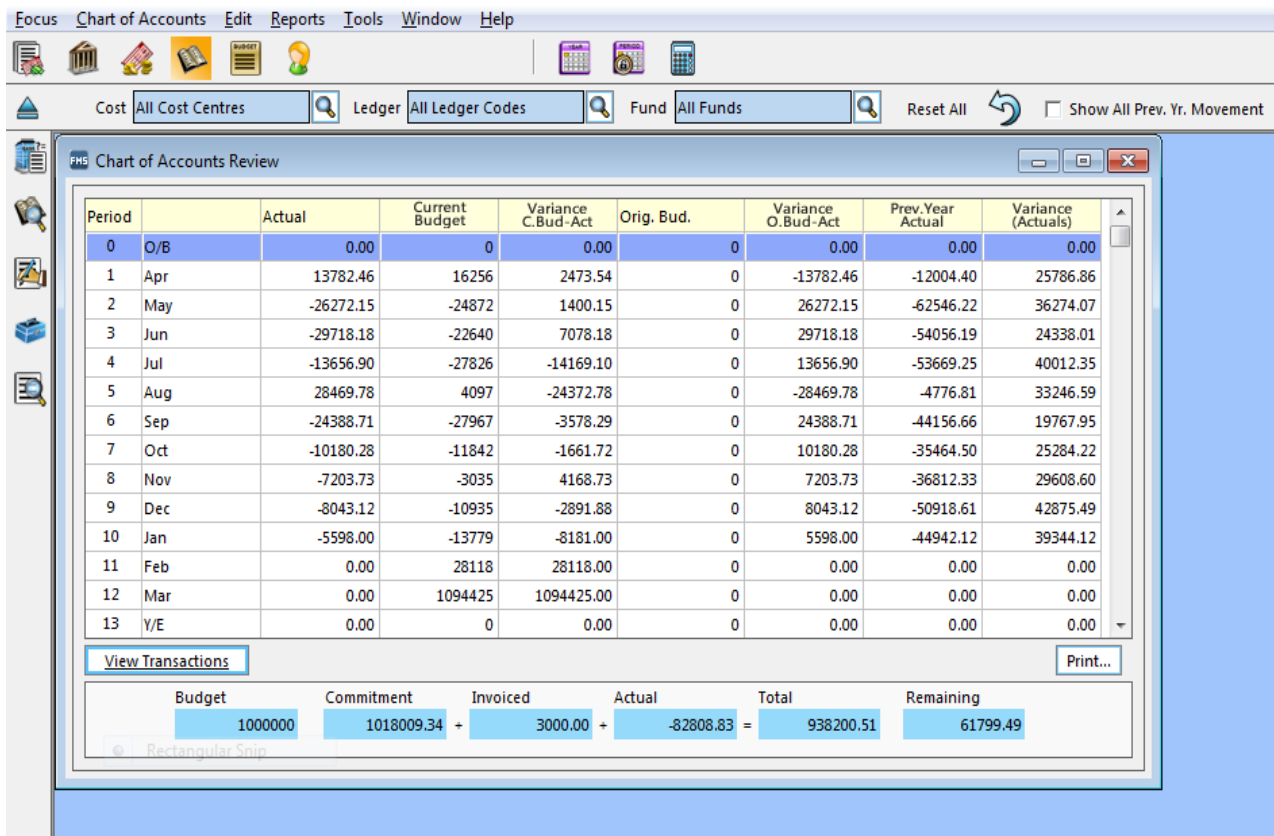 Focus Chart of Accounts Edit Reports Tools Window Help
BUDGET YEAR PERIOD
Cost All Cost Centres Ledger All Ledger Codes Fund All Funds Reset All Show All Prev. Yr. Movement
FMS Chart of Accounts Review
Period Actual Current Budget Variance C.Bud-Act Orig. Bud. Variance O.Bud-Act Prev.Year Actual Variance (Actuals)
0 O/B 0.00 0 0.00 0 0.00 0.00 0.00
1 Apr 13782.46 16256 2473.54 0 -13782.46 -12004.40 25786.86
2 May -26272.15 -24872 1400.15 0 26272.15 -62546.22 36274.07
3 Jun -29718.18 -22640 7078.18 0 29718.18 -54056.19 24338.01
4 Jul -13656.90 -27826 -14169.10 0 13656.90 -53669.25 40012.35
5 Aug 28469.78 4097 -24372.78 0 -28469.78 -4776.81 33246.59
6 Sep -24388.71 -27967 -3578.29 0 24388.71 -44156.66 19767.95
7 Oct -10180.28 -11842 -1661.72 0 10180.28 -35464.50 25284.22
8 Nov -7203.73 -3035 4168.73 0 7203.73 -36812.33 29608.60
9 Dec -8043.12 -10935 -2891.88 0 8043.12 -50918.61 42875.49
10 Jan -5598.00 -13779 -8181.00 0 5598.00 -44942.12 39344.12
11 Feb 0.00 28118 28118.00 0 0.00 0.00 0.00
12 Mar 0.00 1094425 1094425.00 0 0.00 0.00 0.00
13 Y/E 0.00 0 0.00 0 0.00 0.00 0.00
View Transactions Print...
Budget Commitment Invoiced Actual Total Remaining
1000000 1018009.34 + 3000.00 + -82808.83 = 938200.51 61799.49
Rectangular Snip